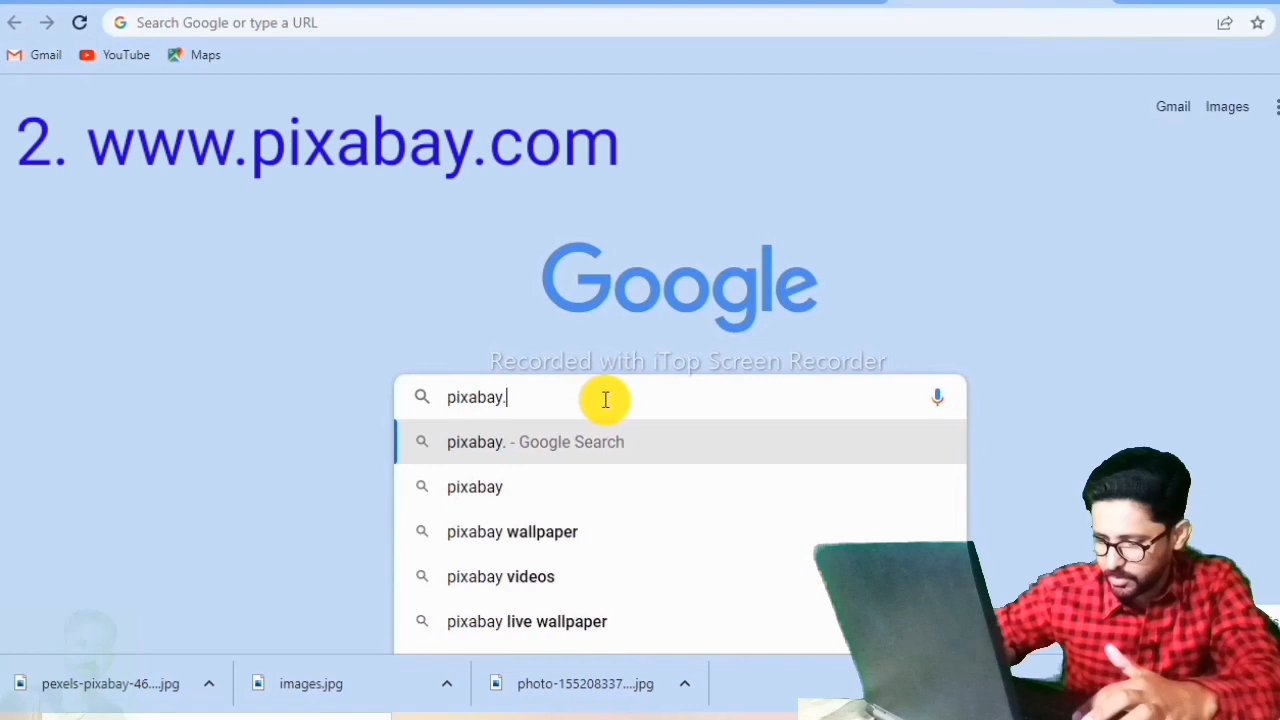 Search Google or type a URL
Gmail YouTube Maps
Gmail Images
2. www.pixabay.com
Google
Recorded with iTop Screen Recorder
pixabay.
pixabay. - Google Search
pixabay
pixabay wallpaper
pixabay videos
pixabay live wallpaper
pexels-pixabay-46....jpg images.jpg photo-155208337....jpg